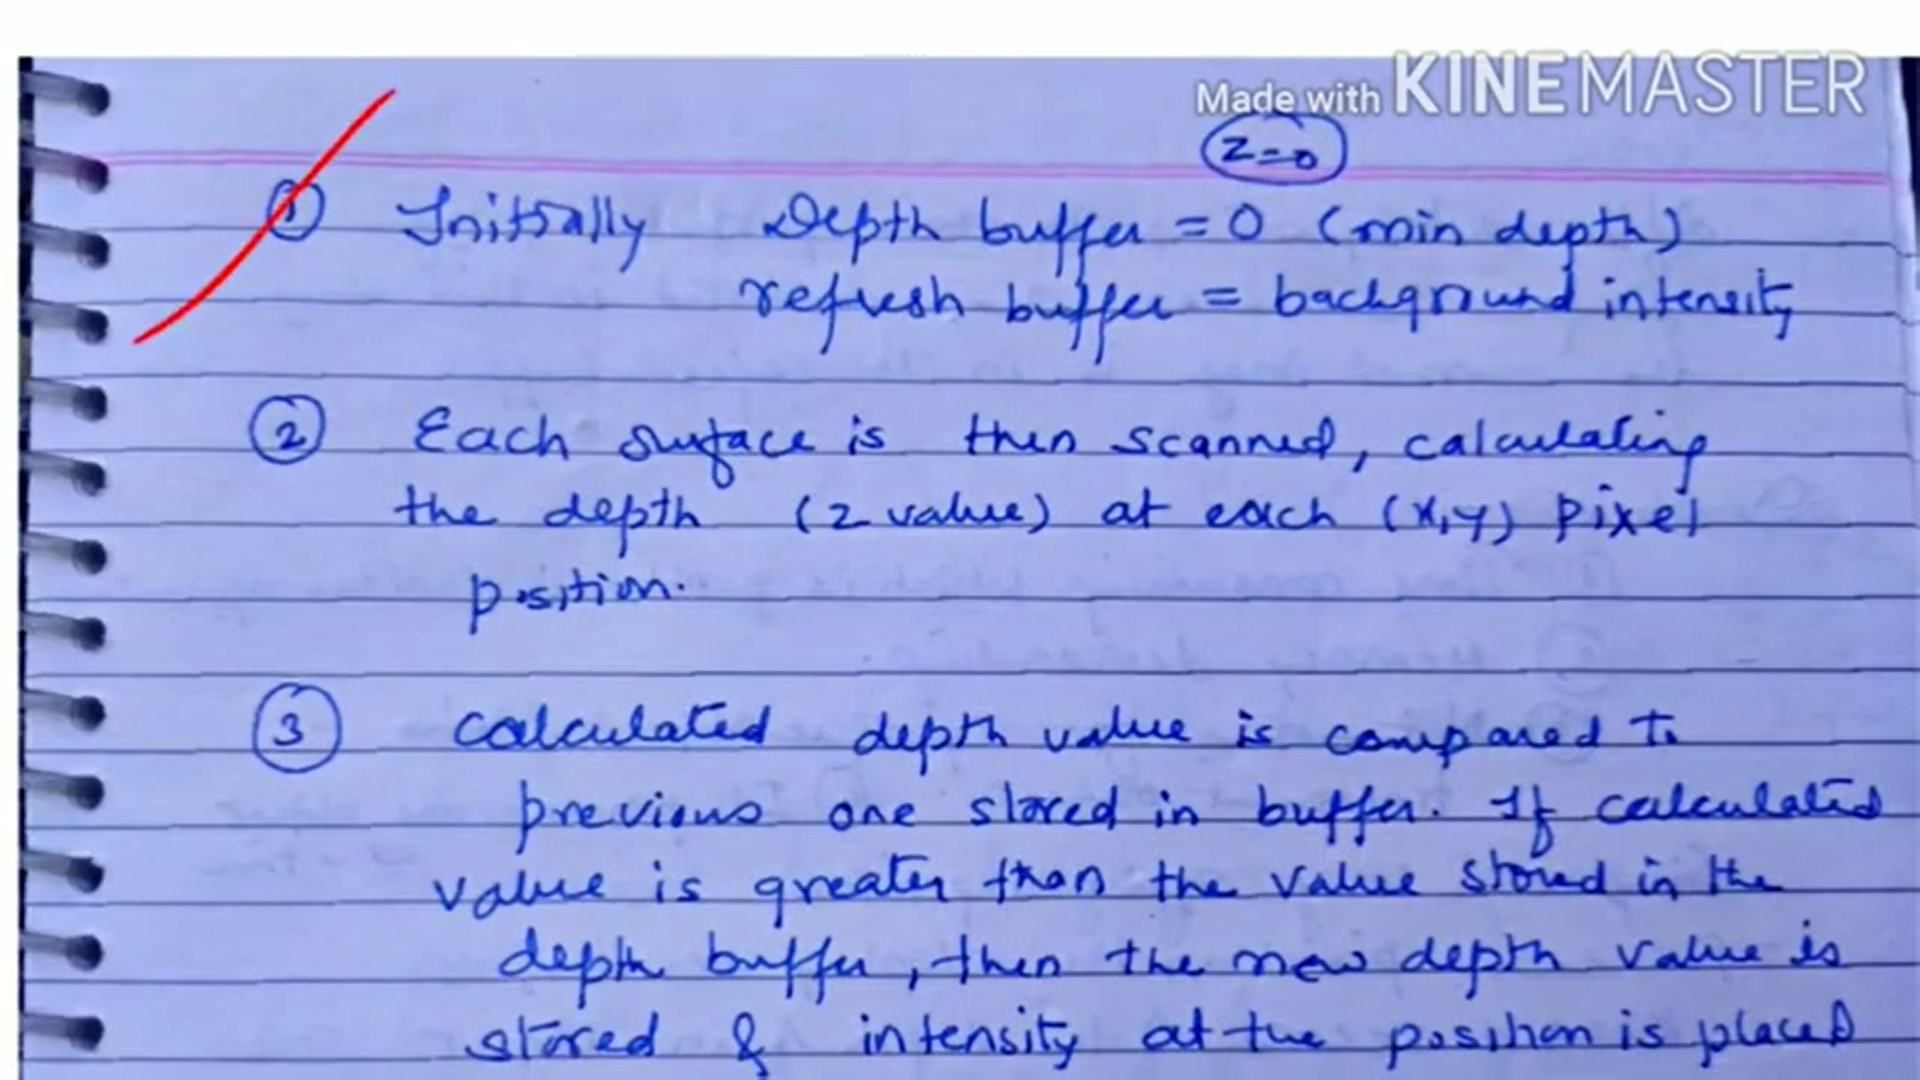 Made with KINEMASTER
z=0
① Initially Depth buffer = 0 (min depth)
refresh buffer = background intensity
② Each surface is then scanned, calculating
the depth (z value) at each (x,y) pixel
position.
③ calculated depth value is compared to
previous one stored in buffer. If calculated
value is greater than the value stored in the
depth buffer, then the new depth value is
stored & intensity at the position is placed